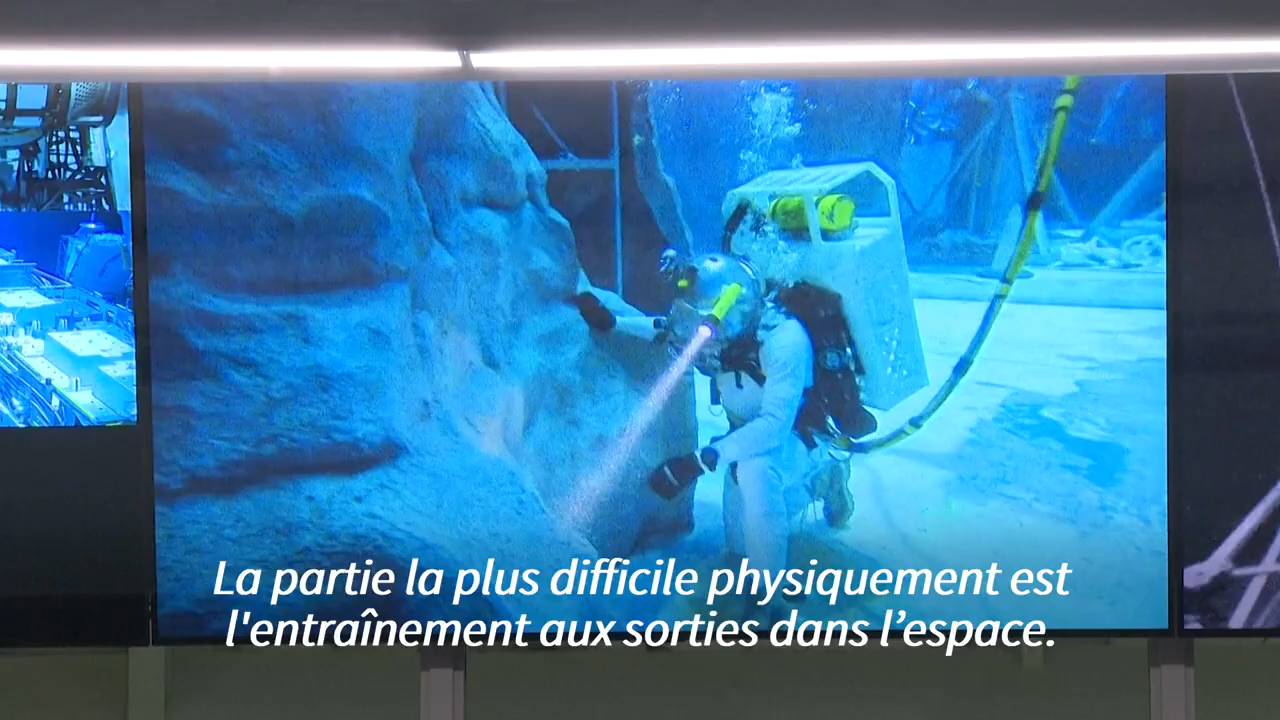 La partie la plus difficile physiquement est
l'entraînement aux sorties dans l’espace.